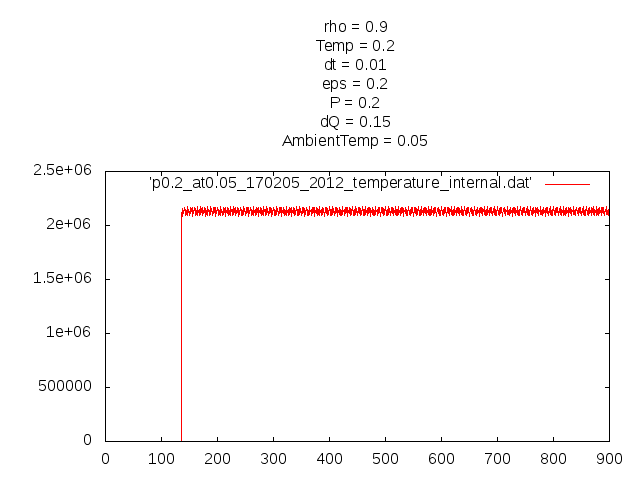 rho = 0.9
Temp = 0.2
dt = 0.01
eps = 0.2
P = 0.2
dQ = 0.15
AmbientTemp = 0.05
2.5e+06
'p0.2_at0.05_170205_2012_temperature_internal.dat'
2e+06
1.5e+06
1e+06
500000
0
0 100 200 300 400 500 600 700 800 900